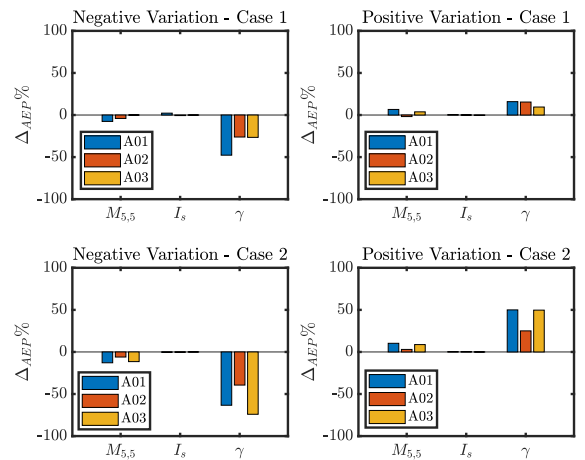 Negative Variation - Case 1
100
50
0
-50
-100
Δ_AEP%
A01
A02
A03
M_5,5 I_s γ
Positive Variation - Case 1
100
50
0
-50
-100
Δ_AEP%
A01
A02
A03
M_5,5 I_s γ
Negative Variation - Case 2
100
50
0
-50
-100
Δ_AEP%
A01
A02
A03
M_5,5 I_s γ
Positive Variation - Case 2
100
50
0
-50
-100
Δ_AEP%
A01
A02
A03
M_5,5 I_s γ